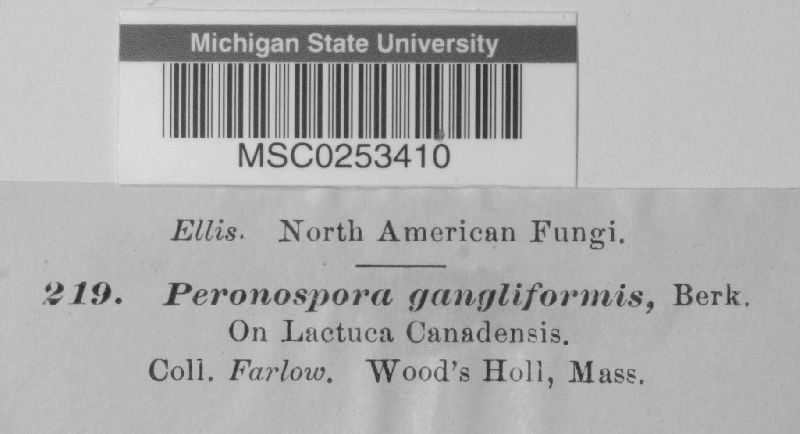 Michigan State University
MSC0253410
Ellis. North American Fungi.
219. Peronospora gangliformis, Berk.
On Lactuca Canadensis.
Coll. Farlow. Wood's Holl, Mass.